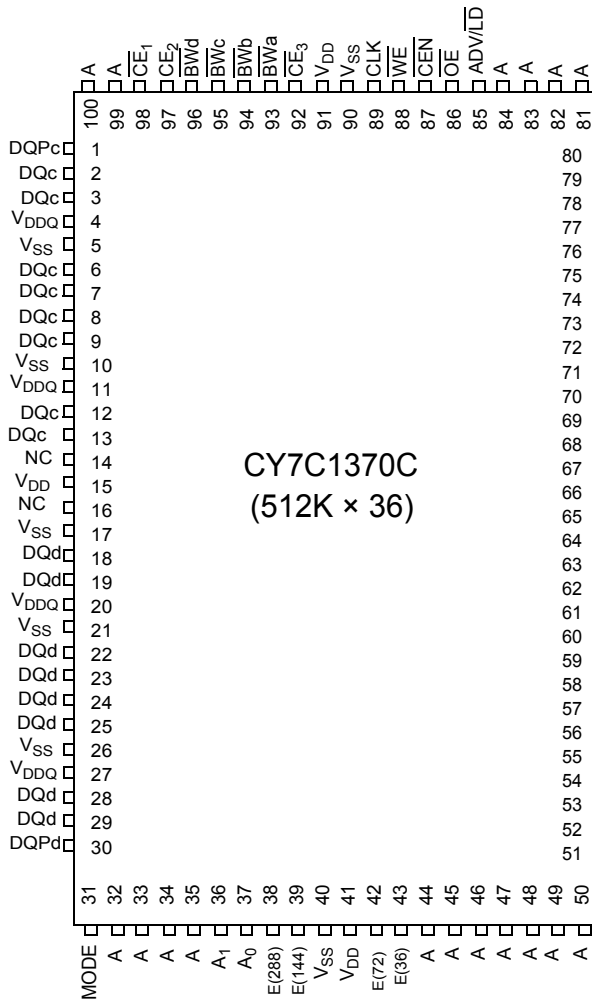 A A CE1 CE2 BWd BWc BWb BWa CE3 VDD VSS CLK WE CEN OE ADV/LD A A A A
100 99 98 97 96 95 94 93 92 91 90 89 88 87 86 85 84 83 82 81
DQPc 1 80
DQc 2 79
DQc 3 78
VDDQ 4 77
VSS 5 76
DQc 6 75
DQc 7 74
DQc 8 73
DQc 9 72
VSS 10 71
VDDQ 11 70
DQc 12 69
DQc 13 68
NC 14 67
VDD 15 66
NC 16 65
VSS 17 64
DQd 18 63
DQd 19 62
VDDQ 20 61
VSS 21 60
DQd 22 59
DQd 23 58
DQd 24 57
DQd 25 56
VSS 26 55
VDDQ 27 54
DQd 28 53
DQd 29 52
DQPd 30 51
CY7C1370C
(512K × 36)
31 32 33 34 35 36 37 38 39 40 41 42 43 44 45 46 47 48 49 50
MODE A A A A A1 A0 E(288) E(144) VSS VDD E(72) E(36) A A A A A A A